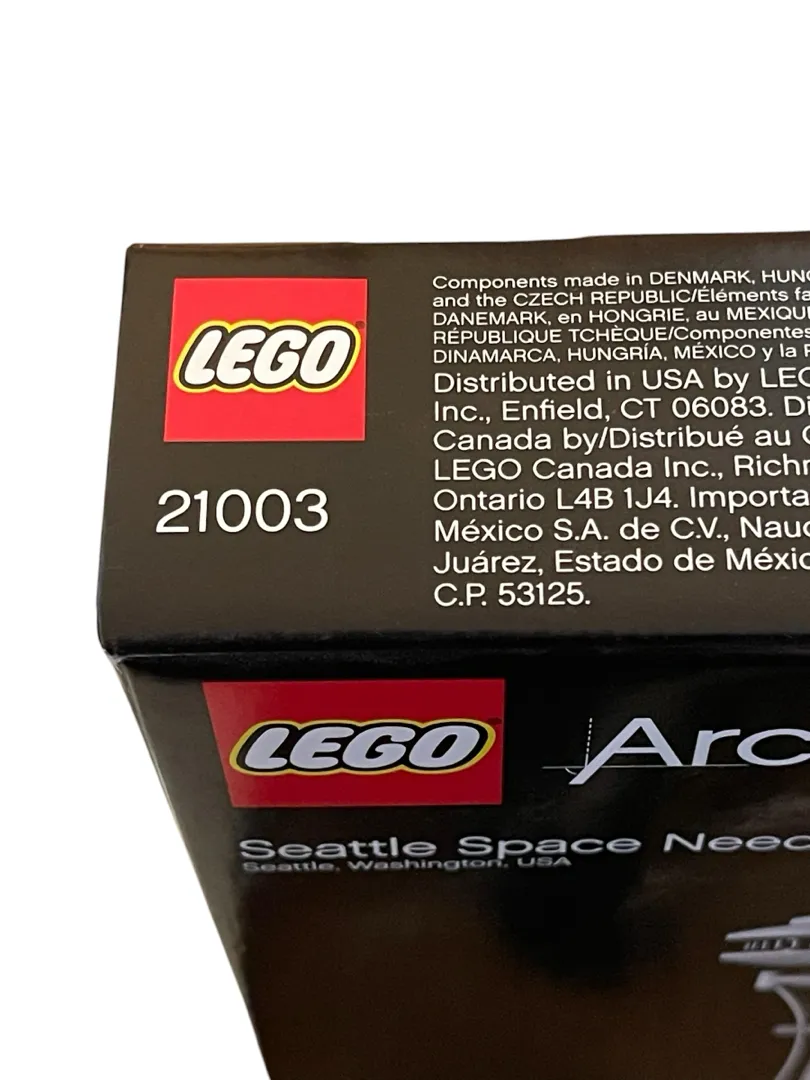 LEGO
21003
Components made in DENMARK, HUNG
and the CZECH REPUBLIC/Éléments fa
DANEMARK, en HONGRIE, au MEXIQUE
RÉPUBLIQUE TCHÈQUE/Componentes
DINAMARCA, HUNGRÍA, MÉXICO y la
Distributed in USA by LEG
Inc., Enfield, CT 06083. Di
Canada by/Distribué au C
LEGO Canada Inc., Richm
Ontario L4B 1J4. Importa
México S.A. de C.V., Nauc
Juárez, Estado de Méxic
C.P. 53125.
LEGO
Arc
Seattle Space Need
Seattle, Washington, USA